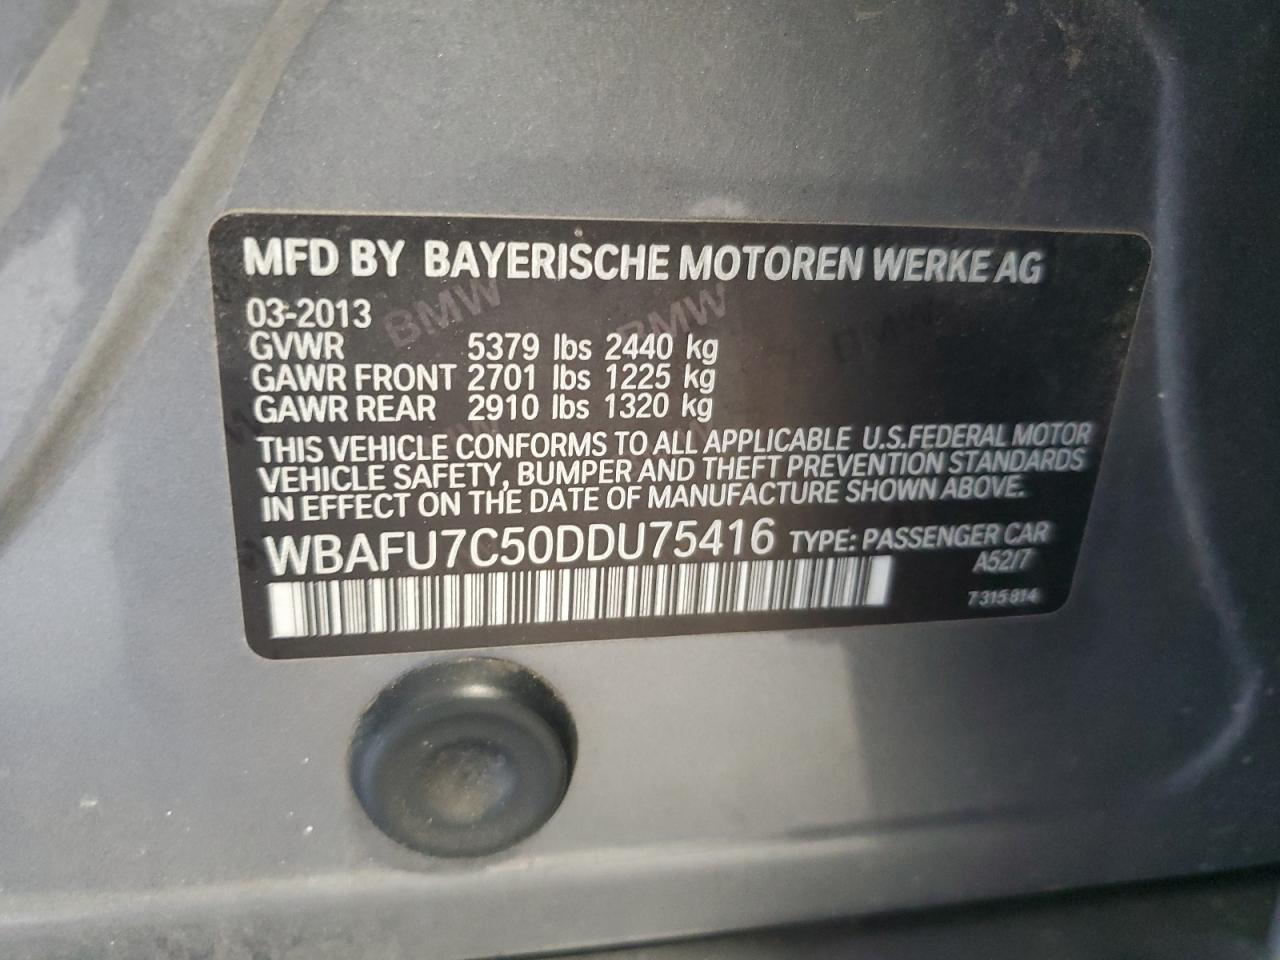 MFD BY BAYERISCHE MOTOREN WERKE AG
03-2013
GVWR 5379 lbs 2440 kg
GAWR FRONT 2701 lbs 1225 kg
GAWR REAR 2910 lbs 1320 kg
THIS VEHICLE CONFORMS TO ALL APPLICABLE U.S.FEDERAL MOTOR
VEHICLE SAFETY, BUMPER AND THEFT PREVENTION STANDARDS
IN EFFECT ON THE DATE OF MANUFACTURE SHOWN ABOVE.
WBAFU7C50DDU75416 TYPE: PASSENGER CAR
A52/7
7 315 814
BMW
BMW
BMW